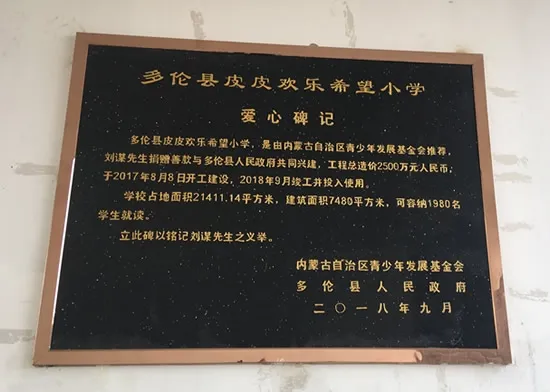 多伦县皮皮欢乐希望小学
爱心碑记
多伦县皮皮欢乐希望小学，是由内蒙古自治区青少年发展基金会推荐，
刘谋先生捐赠善款与多伦县人民政府共同兴建，工程总造价2500万元人民币，
于2017年8月8日开工建设，2018年9月竣工并投入使用。
学校占地面积21411.14平方米，建筑面积7480平方米，可容纳1980名
学生就读。
立此碑以铭记刘谋先生之义举。
内蒙古自治区青少年发展基金会
多伦县人民政府
二〇一八年九月